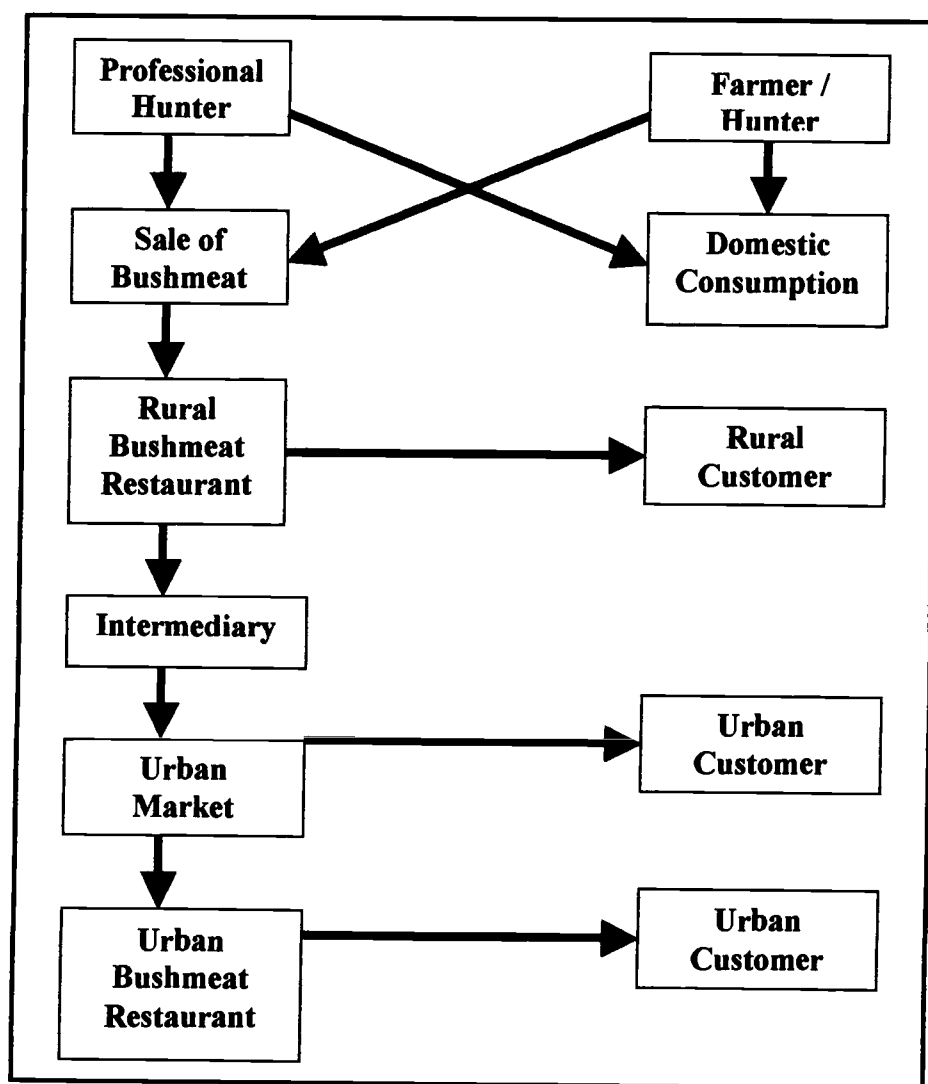 Professional
Hunter
Farmer /
Hunter
Sale of
Bushmeat
Domestic
Consumption
Rural
Bushmeat
Restaurant
Rural
Customer
Intermediary
Urban
Market
Urban
Customer
Urban
Bushmeat
Restaurant
Urban
Customer